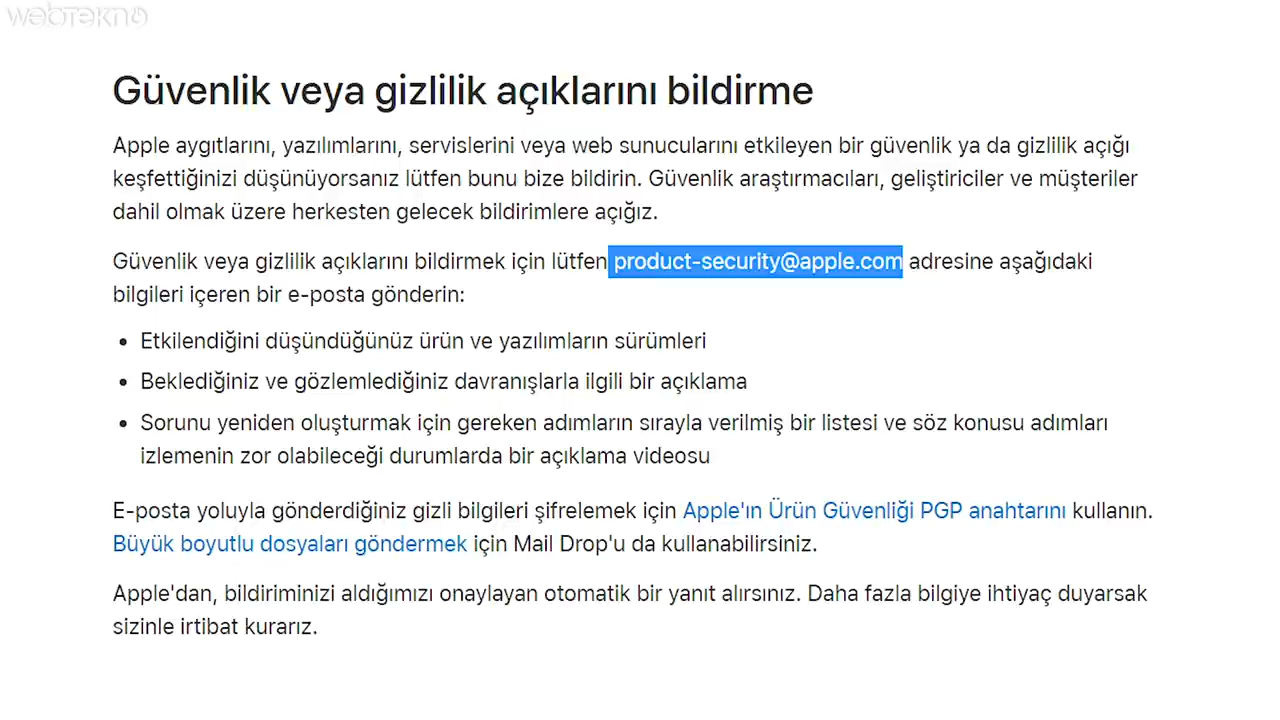 webtekno
Güvenlik veya gizlilik açıklarını bildirme
Apple aygıtlarını, yazılımlarını, servislerini veya web sunucularını etkileyen bir güvenlik ya da gizlilik açığı
keşfettiğinizi düşünüyorsanız lütfen bunu bize bildirin. Güvenlik araştırmacıları, geliştiriciler ve müşteriler
dahil olmak üzere herkesten gelecek bildirimlere açığız.
Güvenlik veya gizlilik açıklarını bildirmek için lütfen product-security@apple.com adresine aşağıdaki
bilgileri içeren bir e-posta gönderin:
• Etkilendiğini düşündüğünüz ürün ve yazılımların sürümleri
• Beklediğiniz ve gözlemlediğiniz davranışlarla ilgili bir açıklama
• Sorunu yeniden oluşturmak için gereken adımların sırayla verilmiş bir listesi ve söz konusu adımları
izlemenin zor olabileceği durumlarda bir açıklama videosu
E-posta yoluyla gönderdiğiniz gizli bilgileri şifrelemek için Apple'ın Ürün Güvenliği PGP anahtarını kullanın.
Büyük boyutlu dosyaları göndermek için Mail Drop'u da kullanabilirsiniz.
Apple'dan, bildiriminizi aldığımızı onaylayan otomatik bir yanıt alırsınız. Daha fazla bilgiye ihtiyaç duyarsak
sizinle irtibat kurarız.